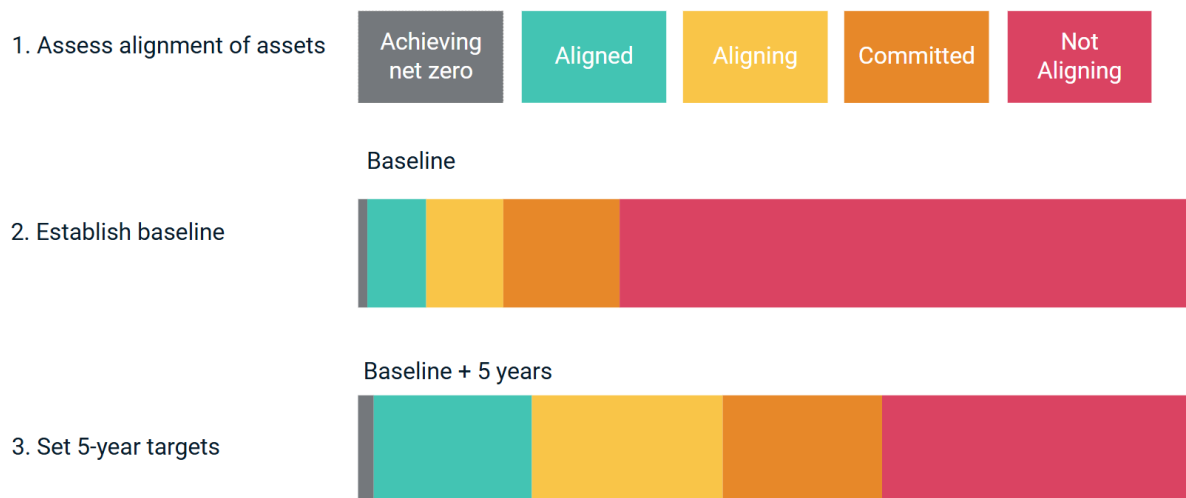 1. Assess alignment of assets
Achieving
net zero
Aligned
Aligning
Committed
Not
Aligning
Baseline
2. Establish baseline
Baseline + 5 years
3. Set 5-year targets